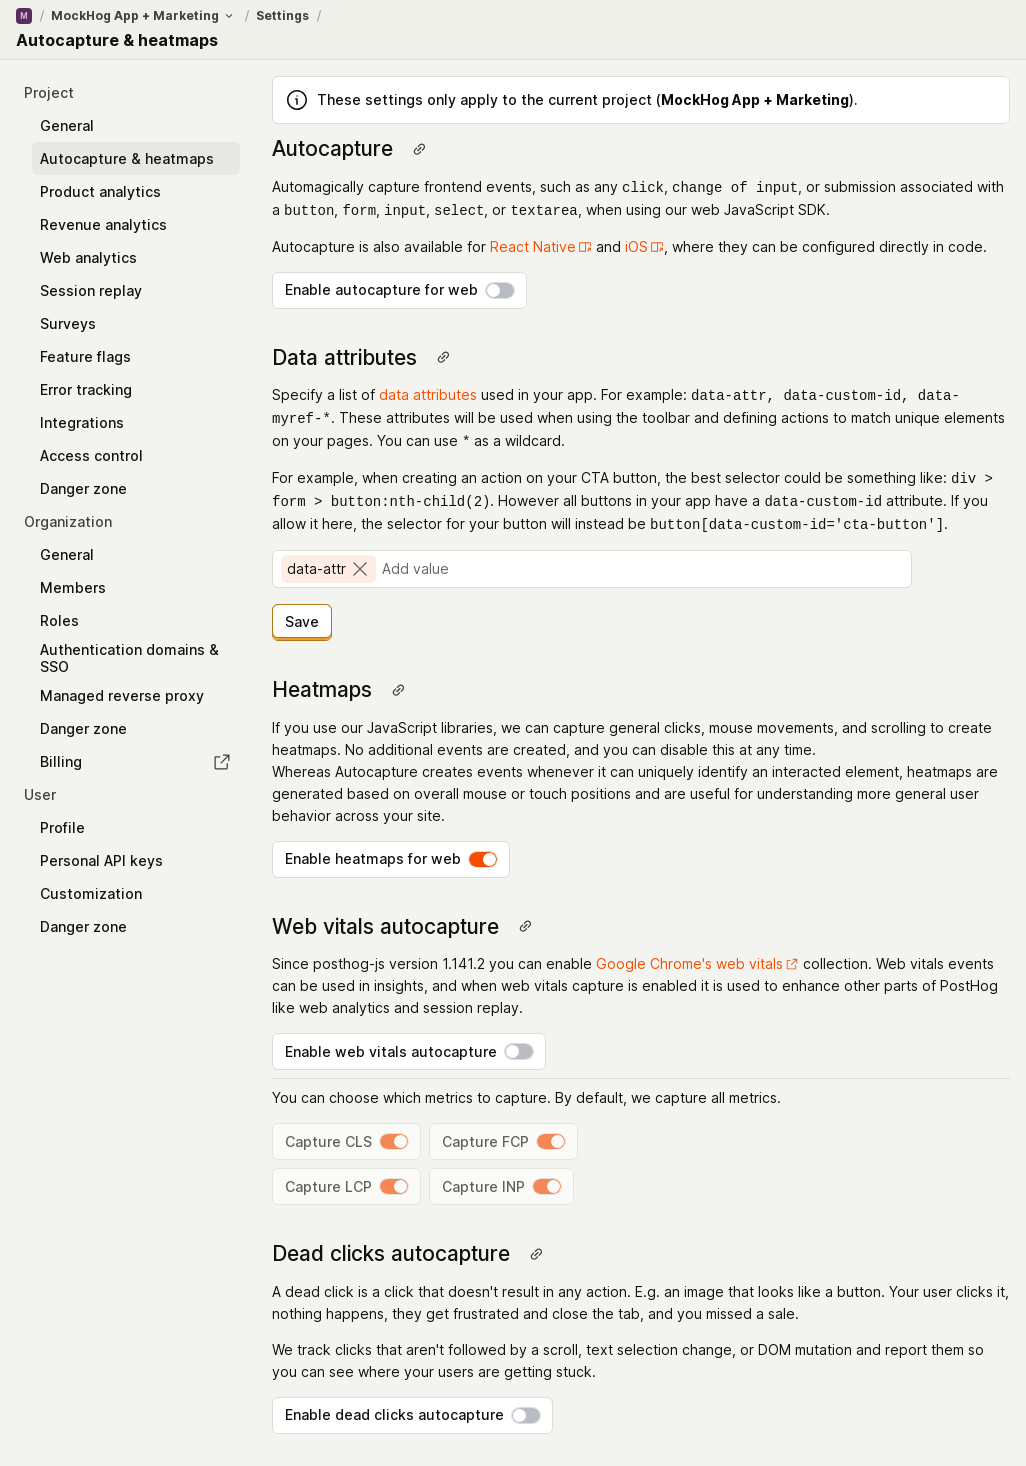 M / MockHog App + Marketing / Settings /
Autocapture & heatmaps
Project
General
Autocapture & heatmaps
Product analytics
Revenue analytics
Web analytics
Session replay
Surveys
Feature flags
Error tracking
Integrations
Access control
Danger zone
Organization
General
Members
Roles
Authentication domains &
SSO
Managed reverse proxy
Danger zone
Billing
User
Profile
Personal API keys
Customization
Danger zone
These settings only apply to the current project (MockHog App + Marketing).
Autocapture
Automagically capture frontend events, such as any click, change of input, or submission associated with
a button, form, input, select, or textarea, when using our web JavaScript SDK.
Autocapture is also available for React Native and iOS, where they can be configured directly in code.
Enable autocapture for web
Data attributes
Specify a list of data attributes used in your app. For example: data-attr, data-custom-id, data-
myref-*. These attributes will be used when using the toolbar and defining actions to match unique elements
on your pages. You can use * as a wildcard.
For example, when creating an action on your CTA button, the best selector could be something like: div >
form > button:nth-child(2). However all buttons in your app have a data-custom-id attribute. If you
allow it here, the selector for your button will instead be button[data-custom-id='cta-button'].
data-attr Add value
Save
Heatmaps
If you use our JavaScript libraries, we can capture general clicks, mouse movements, and scrolling to create
heatmaps. No additional events are created, and you can disable this at any time.
Whereas Autocapture creates events whenever it can uniquely identify an interacted element, heatmaps are
generated based on overall mouse or touch positions and are useful for understanding more general user
behavior across your site.
Enable heatmaps for web
Web vitals autocapture
Since posthog-js version 1.141.2 you can enable Google Chrome's web vitals collection. Web vitals events
can be used in insights, and when web vitals capture is enabled it is used to enhance other parts of PostHog
like web analytics and session replay.
Enable web vitals autocapture
You can choose which metrics to capture. By default, we capture all metrics.
Capture CLS Capture FCP
Capture LCP Capture INP
Dead clicks autocapture
A dead click is a click that doesn't result in any action. E.g. an image that looks like a button. Your user clicks it,
nothing happens, they get frustrated and close the tab, and you missed a sale.
We track clicks that aren't followed by a scroll, text selection change, or DOM mutation and report them so
you can see where your users are getting stuck.
Enable dead clicks autocapture